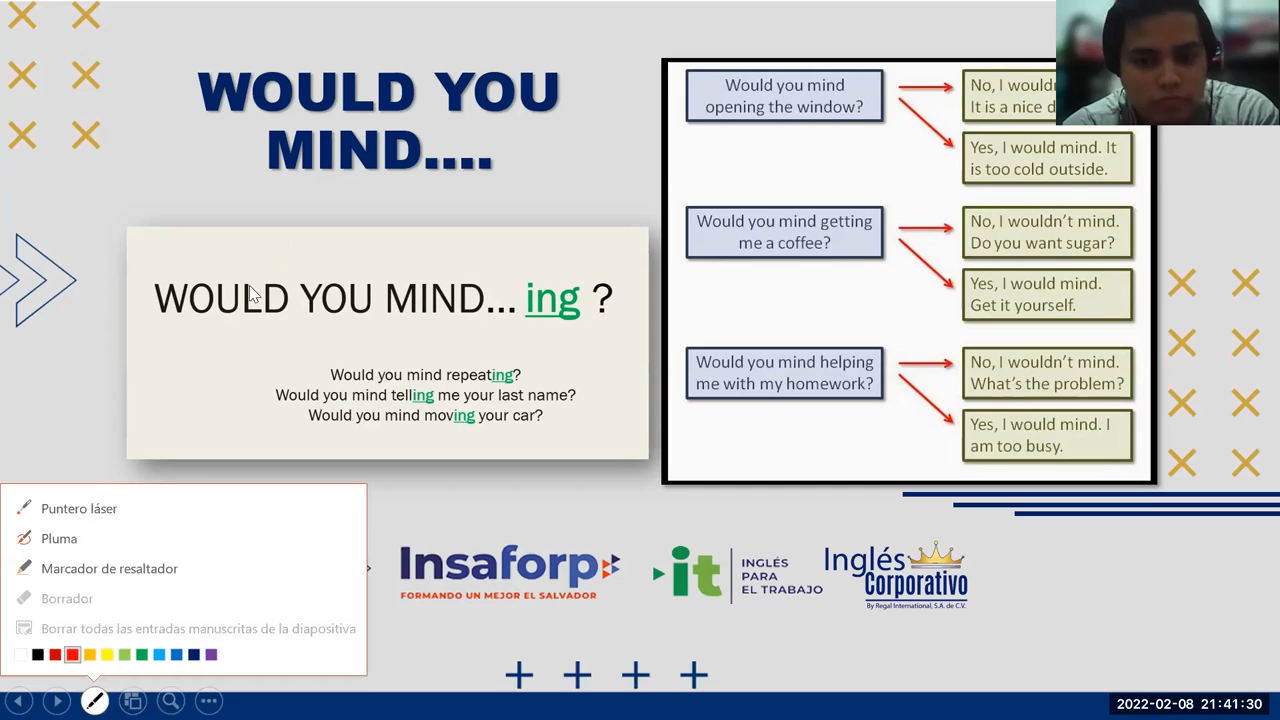 WOULD YOU
MIND....
WOULD YOU MIND... ing ?
Would you mind repeating?
Would you mind telling me your last name?
Would you mind moving your car?
Would you mind
opening the window?
No, I
It is a nice
Yes, I would mind. It
is too cold outside.
Would you mind getting
me a coffee?
No, I wouldn't mind.
Do you want sugar?
Yes, I would mind.
Get it yourself.
Would you mind helping
me with my homework?
No, I wouldn't mind.
What's the problem?
Yes, I would mind. I
am too busy.
Puntero láser
Pluma
Marcador de resaltador
Borrador
Borrar todas las entradas manuscritas de la diapositiva
Insaforp
FORMANDO UN MEJOR EL SALVADOR
it
INGLÉS
PARA
EL TRABAJO
Inglés
Corporativo
By Regal International, S.A. de C.V.
2022-02-08 21:41:30